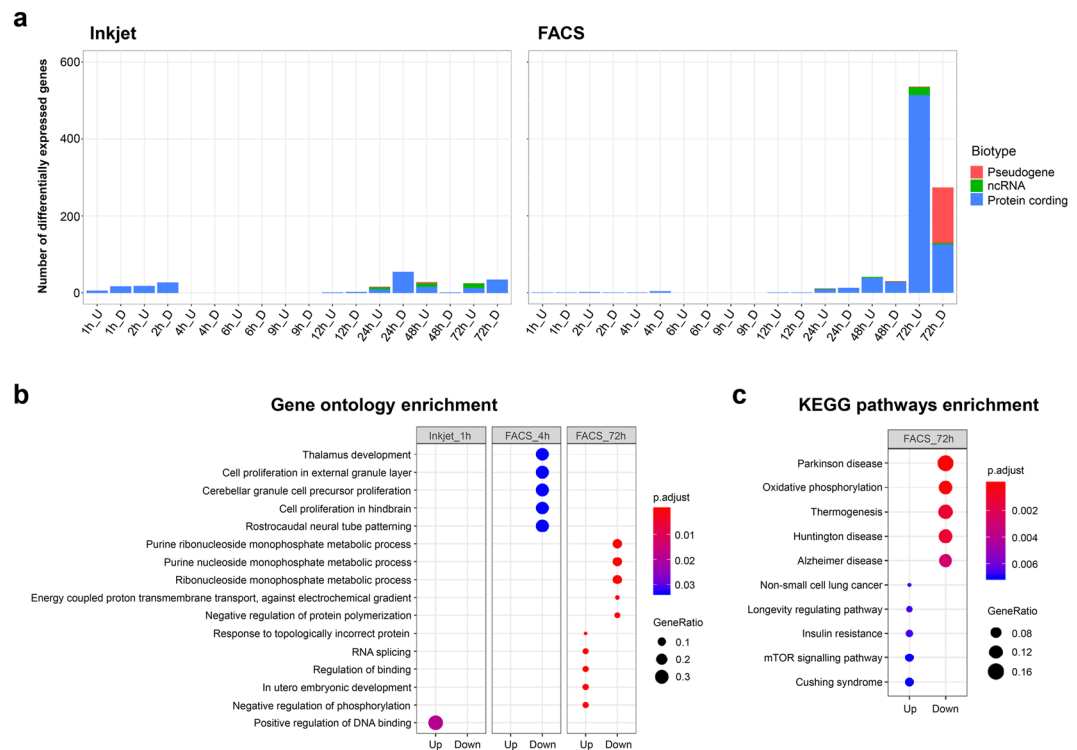 a
Inkjet
FACS
Number of differentially expressed genes
600
400
200
0
1h_U
1h_D
2h_U
2h_D
4h_U
4h_D
6h_U
6h_D
9h_U
9h_D
12h_U
12h_D
24h_U
24h_D
48h_U
48h_D
72h_U
72h_D
1h_U
1h_D
2h_U
2h_D
4h_U
4h_D
6h_U
6h_D
9h_U
9h_D
12h_U
12h_D
24h_U
24h_D
48h_U
48h_D
72h_U
72h_D
Biotype
Pseudogene
ncRNA
Protein cording
b
Gene ontology enrichment
Inkjet_1h
FACS_4h
FACS_72h
Thalamus development
Cell proliferation in external granule layer
Cerebellar granule cell precursor proliferation
Cell proliferation in hindbrain
Rostrocaudal neural tube patterning
Purine ribonucleoside monophosphate metabolic process
Purine nucleoside monophosphate metabolic process
Ribonucleoside monophosphate metabolic process
Energy coupled proton transmembrane transport, against electrochemical gradient
Negative regulation of protein polymerization
Response to topologically incorrect protein
RNA splicing
Regulation of binding
In utero embryonic development
Negative regulation of phosphorylation
Positive regulation of DNA binding
Up
Down
Up
Down
Up
Down
p.adjust
0.01
0.02
0.03
GeneRatio
0.1
0.2
0.3
c
KEGG pathways enrichment
FACS_72h
Parkinson disease
Oxidative phosphorylation
Thermogenesis
Huntington disease
Alzheimer disease
Non-small cell lung cancer
Longevity regulating pathway
Insulin resistance
mTOR signalling pathway
Cushing syndrome
Up
Down
p.adjust
0.002
0.004
0.006
GeneRatio
0.08
0.12
0.16